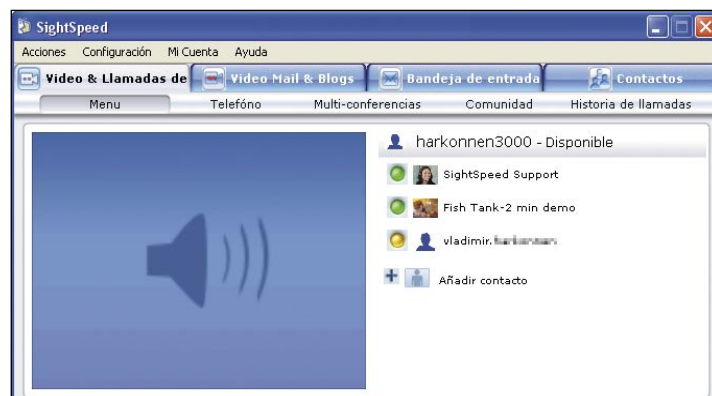 SightSpeed
Acciones Configuración Mi Cuenta Ayuda
Video & Llamadas de Video Mail & Blogs Bandeja de entrada Contactos
Menu Telefóno Multi-conferencias Comunidad Historia de llamadas
harkonnen3000 - Disponible
SightSpeed Support
Fish Tank-2 min demo
vladimir.
Añadir contacto